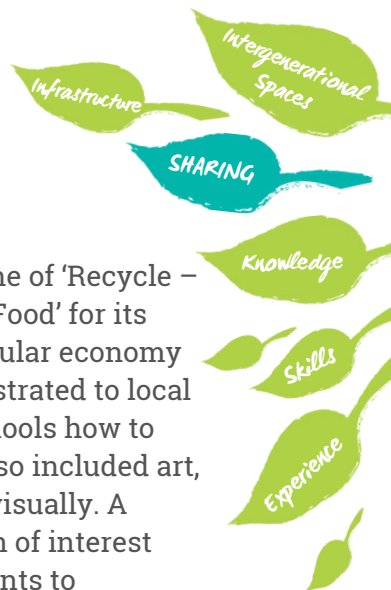 Intergenerational
Spaces
Infrastructure
SHARING
Knowledge
Skills
Experience
ne of ‘Recycle –
Food’ for its
ular economy
strated to local
ools how to
so included art,
visually. A
n of interest
nts to